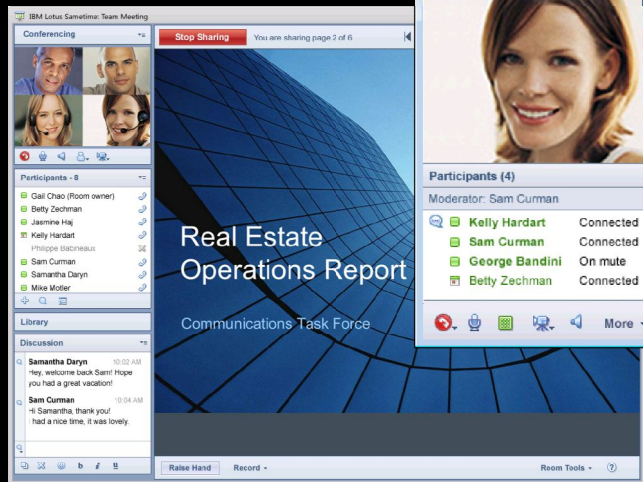 IBM Lotus Sametime: Team Meeting
Conferencing
Stop Sharing
You are sharing page 2 of 6
Participants - 8
Gail Chao (Room owner)
Betty Zechman
Jasmine Haj
Kelly Hardart
Philippe Batineaux
Sam Curman
Samantha Daryn
Mike Motler
Library
Discussion
Samantha Daryn 10:02 AM
Hey, welcome back Sam! Hope
you had a great vacation!
Sam Curman 10:04 AM
Hi Samantha, thank you!
I had a nice time, it was lovely.
b i u
Real Estate
Operations Report
Communications Task Force
Raise Hand
Record
Room Tools
?
Participants (4)
Moderator: Sam Curman
Kelly Hardart Connected
Sam Curman Connected
George Bandini On mute
Betty Zechman Connected
More